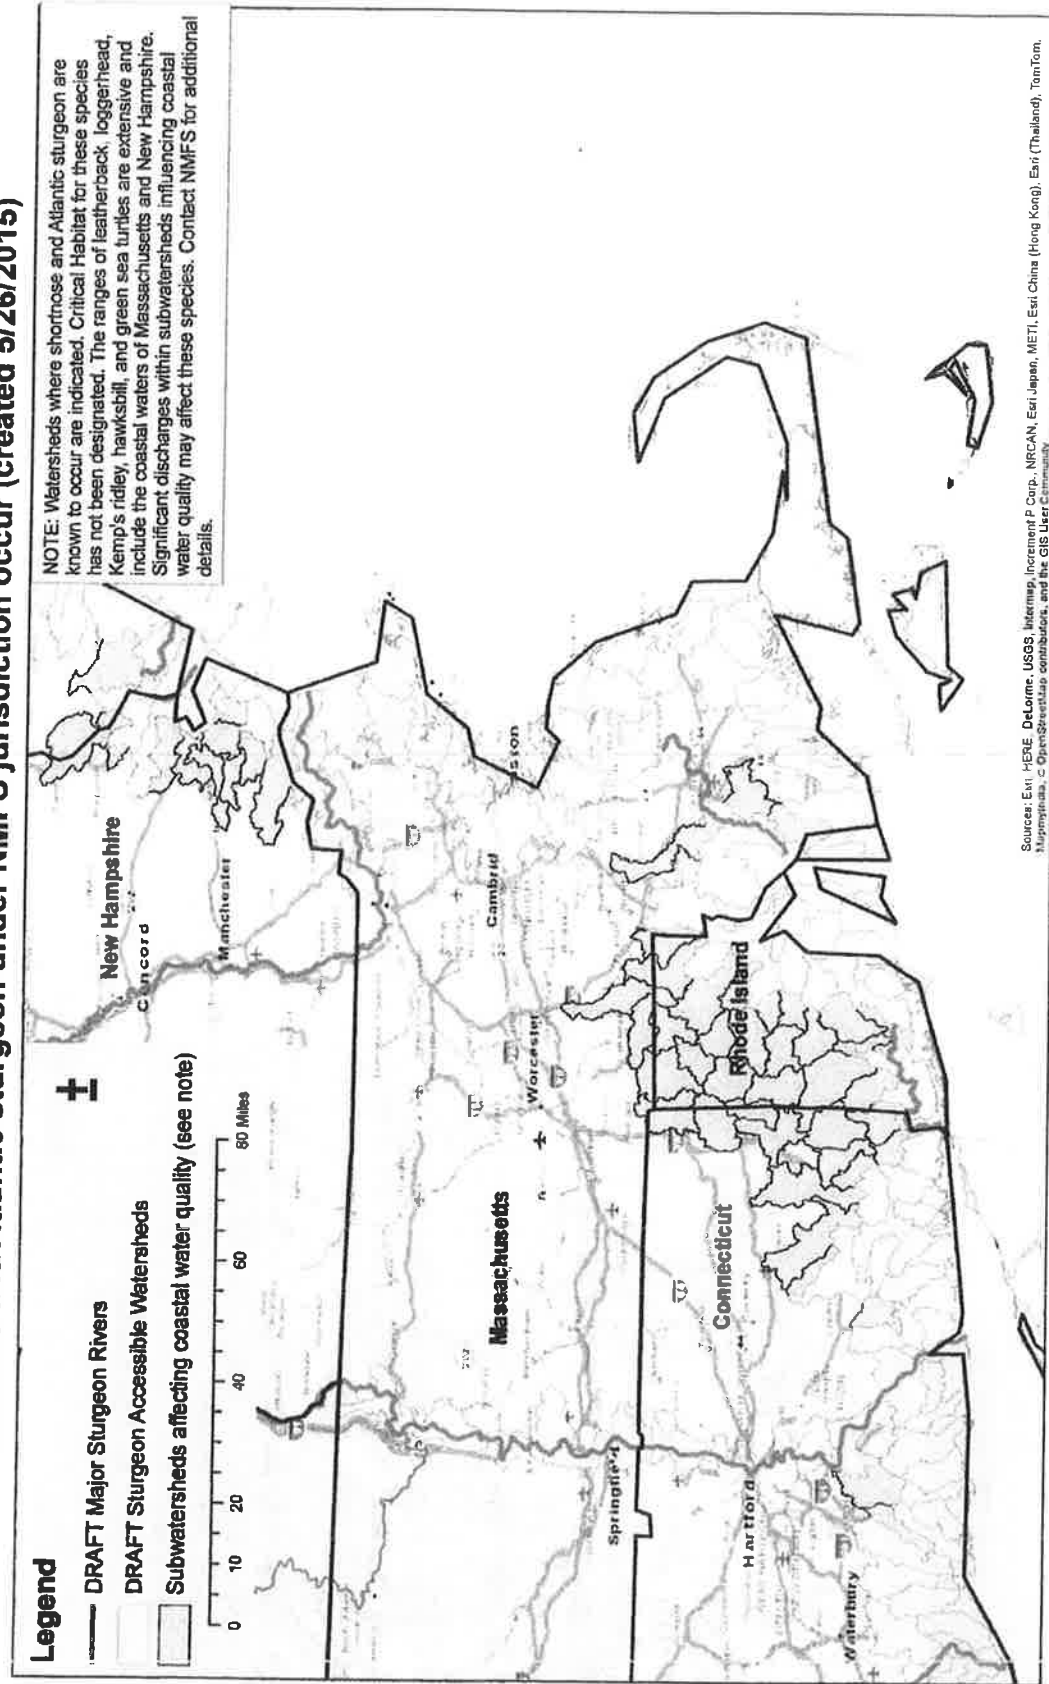 Atlantic Sturgeon under NMFS jurisdiction occur (created 5/26/2015)
NOTE: Watersheds where shortnose and Atlantic sturgeon are
known to occur are indicated. Critical Habitat for these species
has not been designated. The ranges of leatherback, loggerhead,
Kemp's ridley, hawksbill, and green sea turtles are extensive and
include the coastal waters of Massachusetts and New Hampshire.
Significant discharges within subwatersheds influencing coastal
water quality may affect these species. Contact NMFS for additional
details.
Legend
DRAFT Major Sturgeon Rivers
DRAFT Sturgeon Accessible Watersheds
Subwatersheds affecting coastal water quality (see note)
0 10 20 40 60 80 Miles
New Hampshire
Concord
Manchester
Massachusetts
Cambrid
ston
Worcester
Springfield
Connecticut
Rhode Island
Hartford
Waterbury
Sources: Esri, HERE, DeLorme, USGS, Intermap, Increment P Corp., NRCAN, Esri Japan, METI, Esri China (Hong Kong), Esri (Thailand), TomTom,
MapmyIndia, © OpenStreetMap contributors, and the GIS User Community